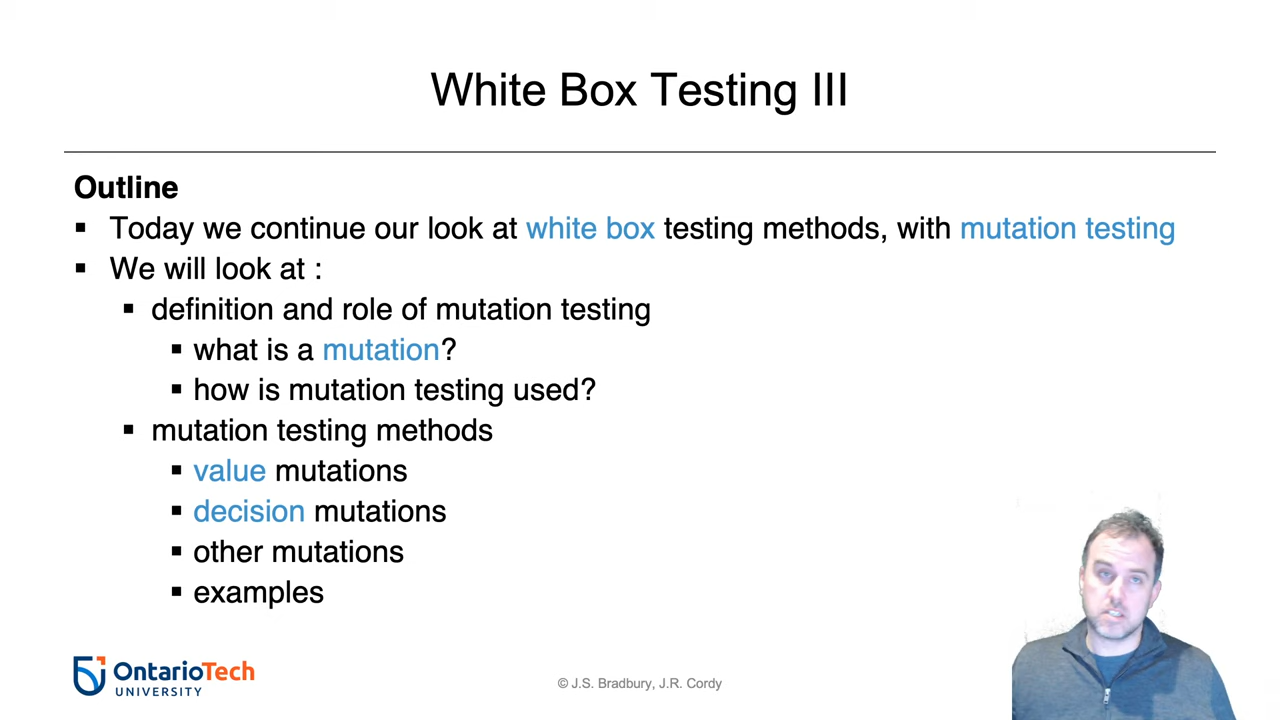 White Box Testing III
Outline
▪ Today we continue our look at white box testing methods, with mutation testing
▪ We will look at :
▪ definition and role of mutation testing
▪ what is a mutation?
▪ how is mutation testing used?
▪ mutation testing methods
▪ value mutations
▪ decision mutations
▪ other mutations
▪ examples
OntarioTech
UNIVERSITY
© J.S. Bradbury, J.R. Cordy